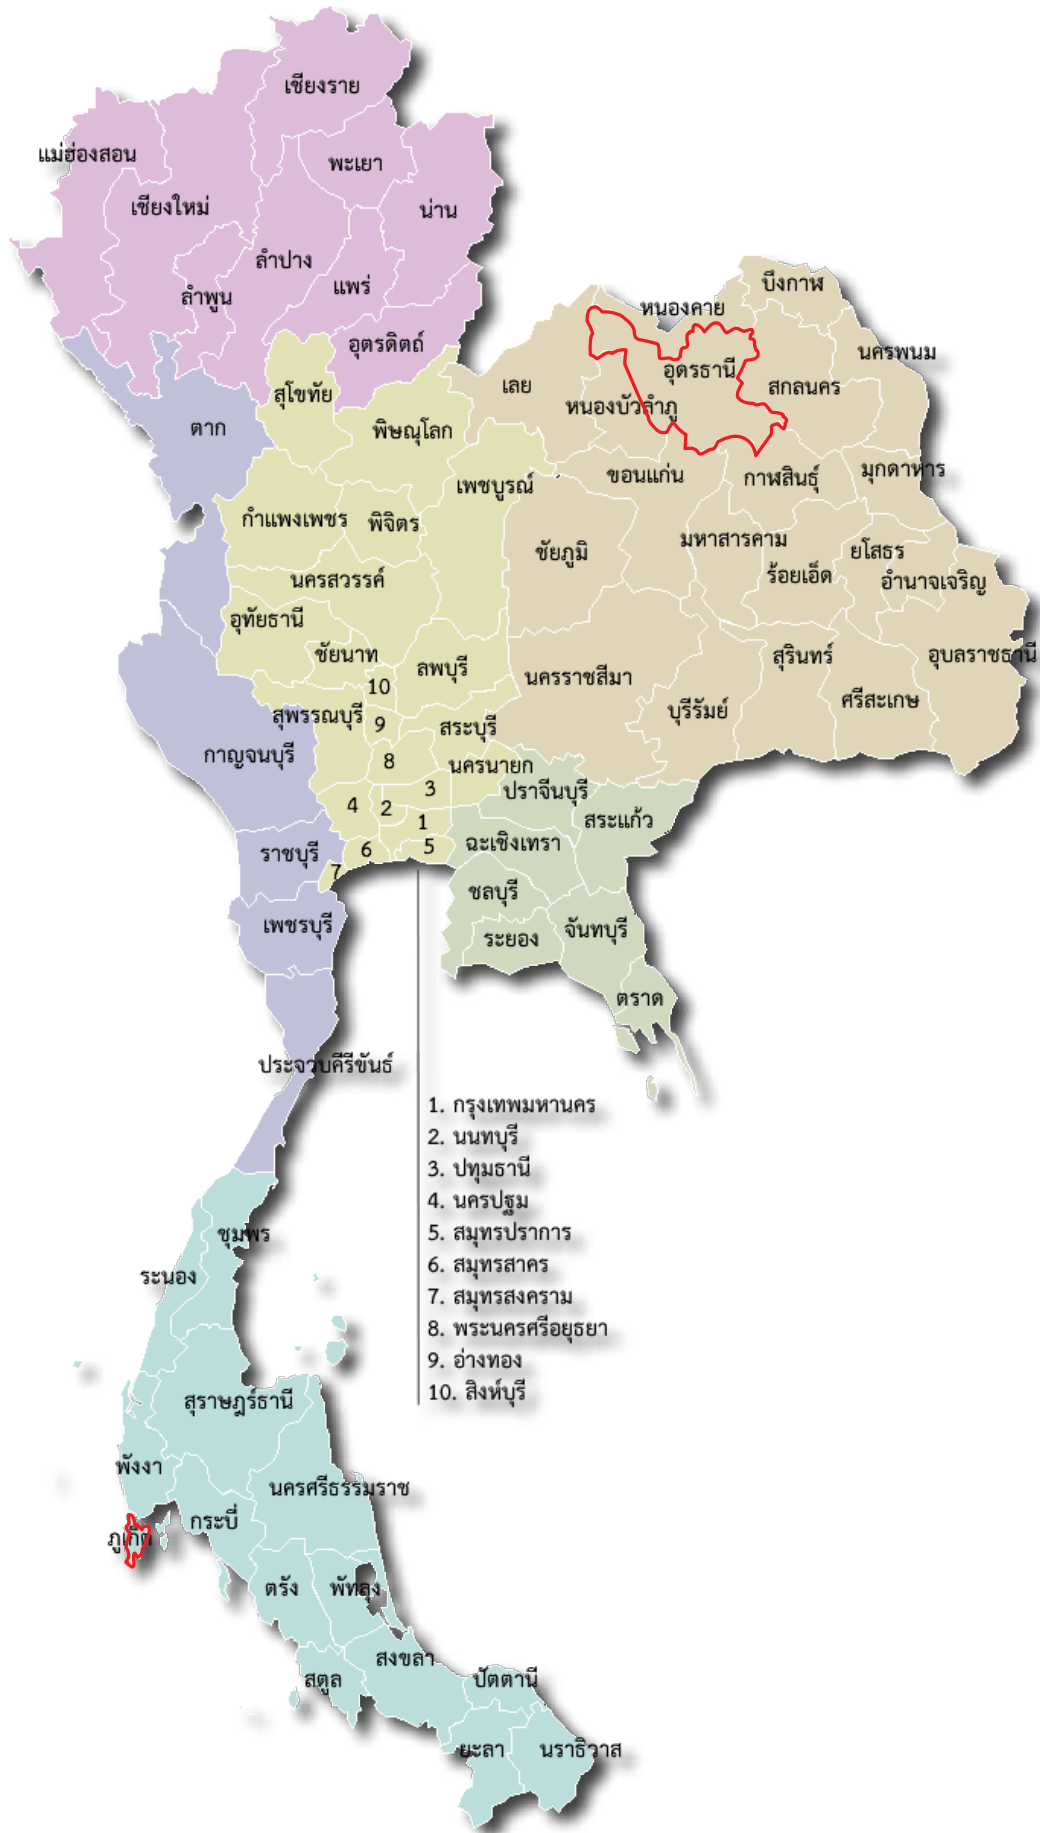 เชียงราย
แม่ฮ่องสอน
พะเยา
เชียงใหม่
น่าน
ลำปาง
แพร่
ลำพูน
อุตรดิตถ์
บึงกาฬ
หนองคาย
นครพนม
อุดรธานี
เลย
สกลนคร
หนองบัวลำภู
สุโขทัย
ตาก
พิษณุโลก
เพชบูรณ์
ขอนแก่น
กาฬสินธุ์
มุกดาหาร
กำแพงเพชร
พิจิตร
ชัยภูมิ
มหาสารคาม
ยโสธร
ร้อยเอ็ด
อำนาจเจริญ
นครสวรรค์
อุทัยธานี
ชัยนาท
ลพบุรี
นครราชสีมา
สุรินทร์
อุบลราชธานี
10
ศรีสะเกษ
บุรีรัมย์
สุพรรณบุรี
9
สระบุรี
กาญจนบุรี
8
นครนายก
3
ปราจีนบุรี
4
2
1
สระแก้ว
ฉะเชิงเทรา
ราชบุรี
6
5
7
ชลบุรี
เพชรบุรี
ระยอง
จันทบุรี
ตราด
ประจวบคีรีขันธ์
1. กรุงเทพมหานคร
2. นนทบุรี
3. ปทุมธานี
4. นครปฐม
5. สมุทรปราการ
6. สมุทรสาคร
7. สมุทรสงคราม
8. พระนครศรีอยุธยา
9. อ่างทอง
10. สิงห์บุรี
ชุมพร
ระนอง
สุราษฎร์ธานี
พังงา
นครศรีธรรมราช
กระบี่
ภูเก็ต
ตรัง
พัทลุง
สงขลา
สตูล
ปัตตานี
ยะลา
นราธิวาส